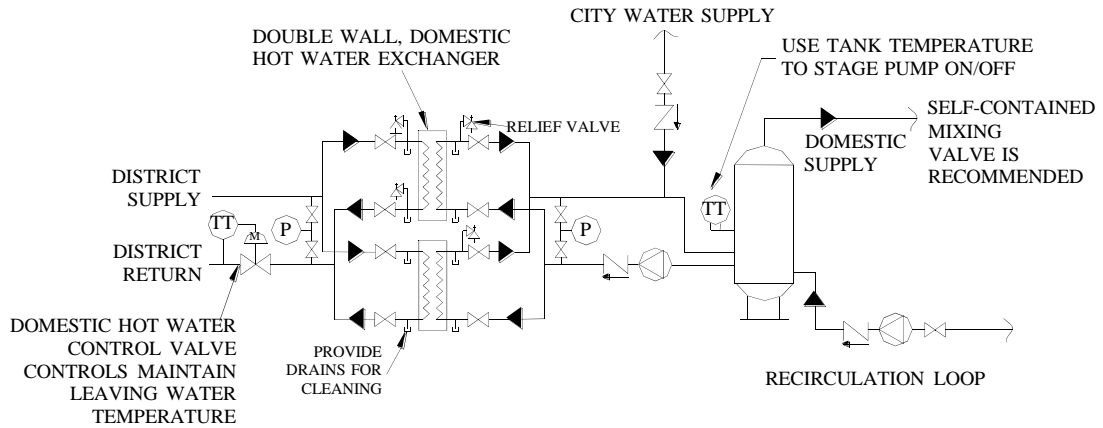 CITY WATER SUPPLY
DOUBLE WALL, DOMESTIC
HOT WATER EXCHANGER
USE TANK TEMPERATURE
TO STAGE PUMP ON/OFF
RELIEF VALVE
SELF-CONTAINED
MIXING
VALVE IS
RECOMMENDED
DOMESTIC
SUPPLY
DISTRICT
SUPPLY
TT
M
P
P
TT
DISTRICT
RETURN
DOMESTIC HOT WATER
CONTROL VALVE
CONTROLS MAINTAIN
LEAVING WATER
TEMPERATURE
PROVIDE
DRAINS FOR
CLEANING
RECIRCULATION LOOP